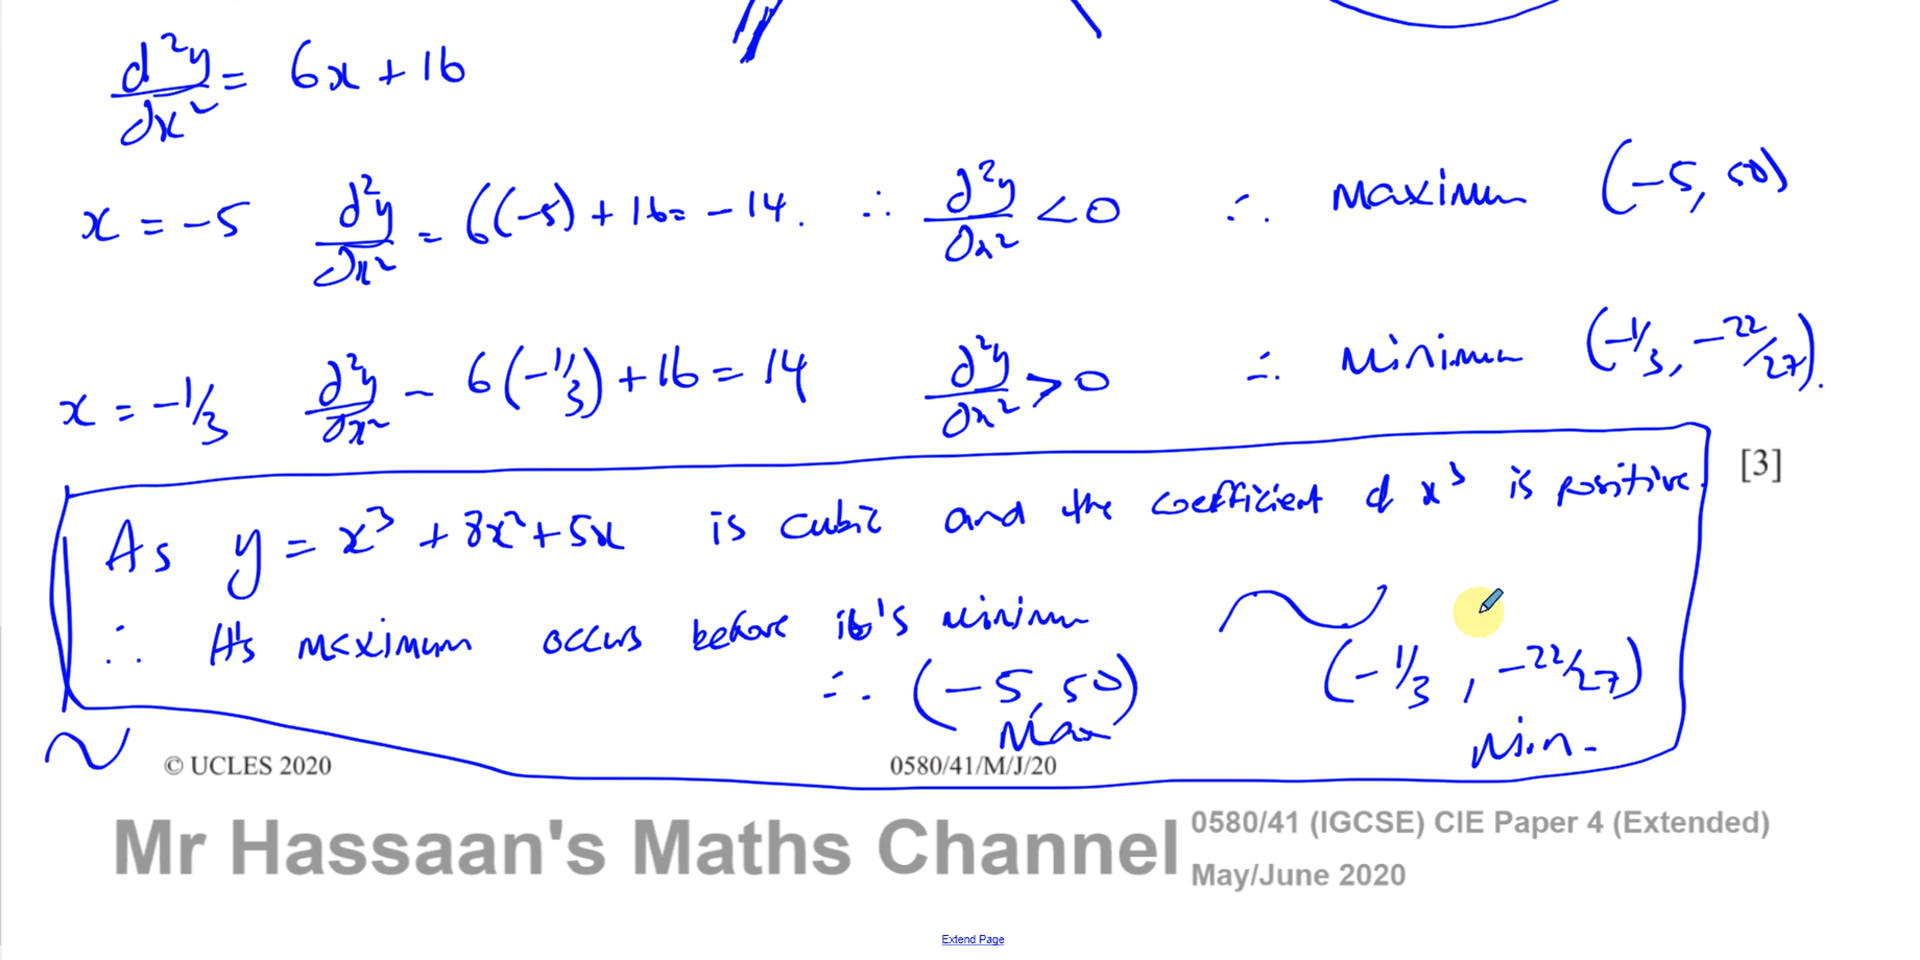 d²y/dx² = 6x + 16
x = -5 d²y/dx² = 6(-5) + 16 = -14. ∴ d²y/dx² < 0 ∴ Maximum (-5, 50)
x = -1/3 d²y/dx² - 6(-1/3) + 16 = 14 d²y/dx² > 0 ∴ Minimum (-1/3, -22/27).
[3]
As y = x³ + 8x² + 5x is cubic and the coefficient of x³ is positive.
∴ It's maximum occurs before it's minimum
∴ (-5, 50) (-1/3, -22/27)
Max Min.
© UCLES 2020 0580/41/M/J/20
Mr Hassaan's Maths Channel 0580/41 (IGCSE) CIE Paper 4 (Extended)
May/June 2020
Extend Page